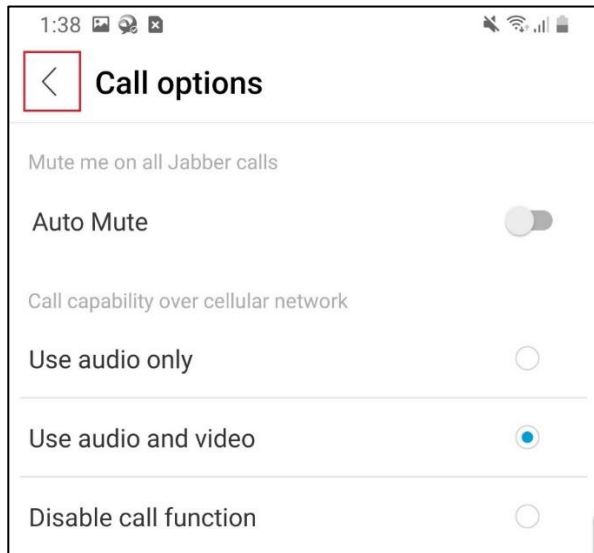 1:38
Call options
Mute me on all Jabber calls
Auto Mute
Call capability over cellular network
Use audio only
Use audio and video
Disable call function